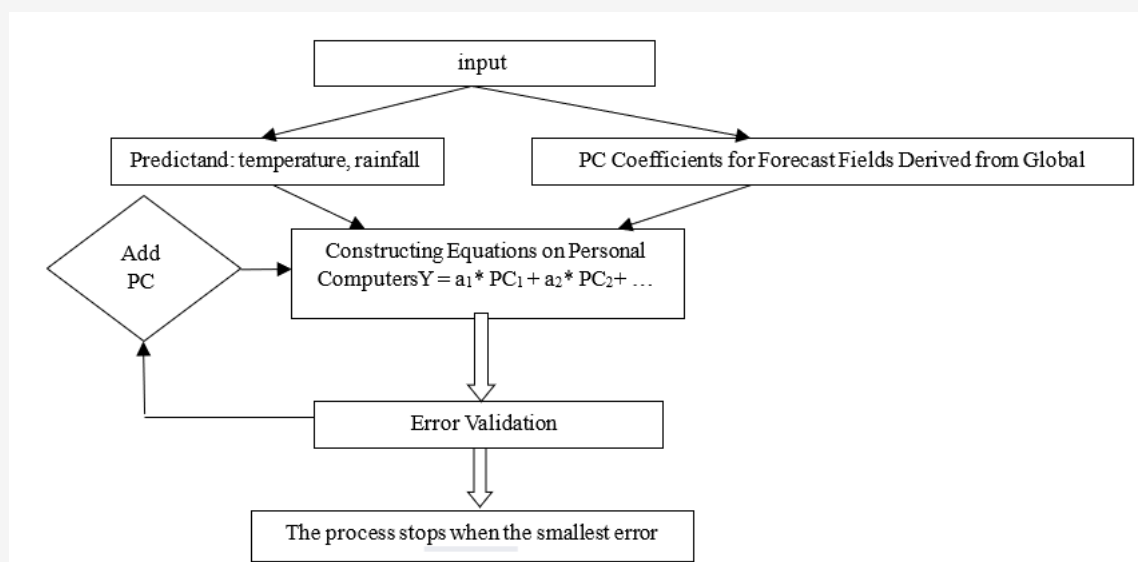 input
Predictand: temperature, rainfall
PC Coefficients for Forecast Fields Derived from Global
Add
PC
Constructing Equations on Personal
ComputersY = a₁* PC₁ + a₂* PC₂+ …
Error Validation
The process stops when the smallest error